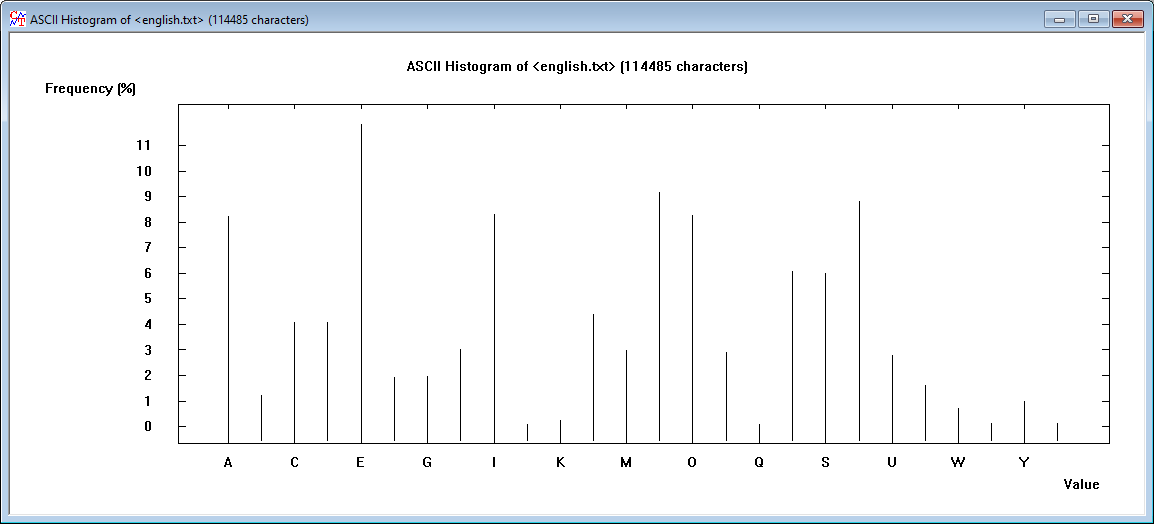 ASCII Histogram of <english.txt> (114485 characters)
ASCII Histogram of <english.txt> (114485 characters)
Frequency (%)
11
10
9
8
7
6
5
4
3
2
1
0
A C E G I K M O Q S U W Y
Value